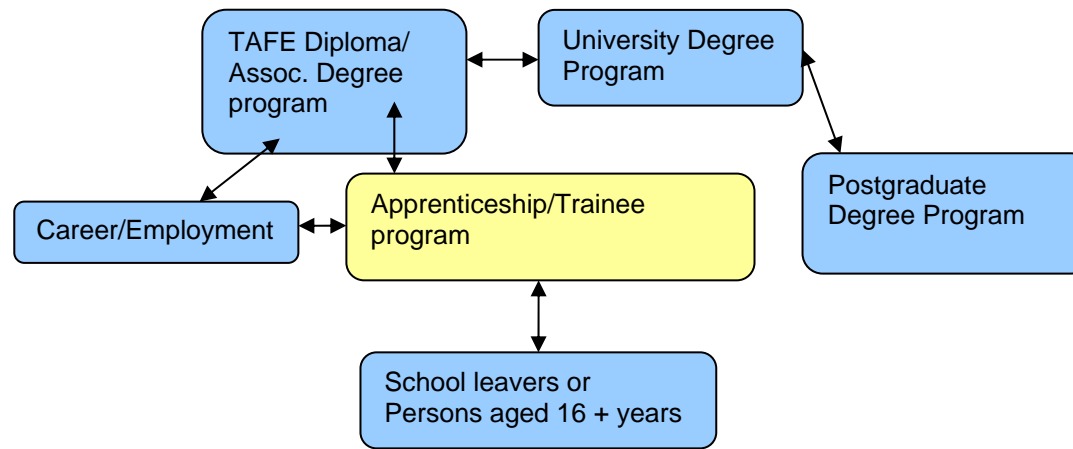 TAFE Diploma/
Assoc. Degree
program
University Degree
Program
Postgraduate
Degree Program
Apprenticeship/Trainee
program
Career/Employment
School leavers or
Persons aged 16 + years